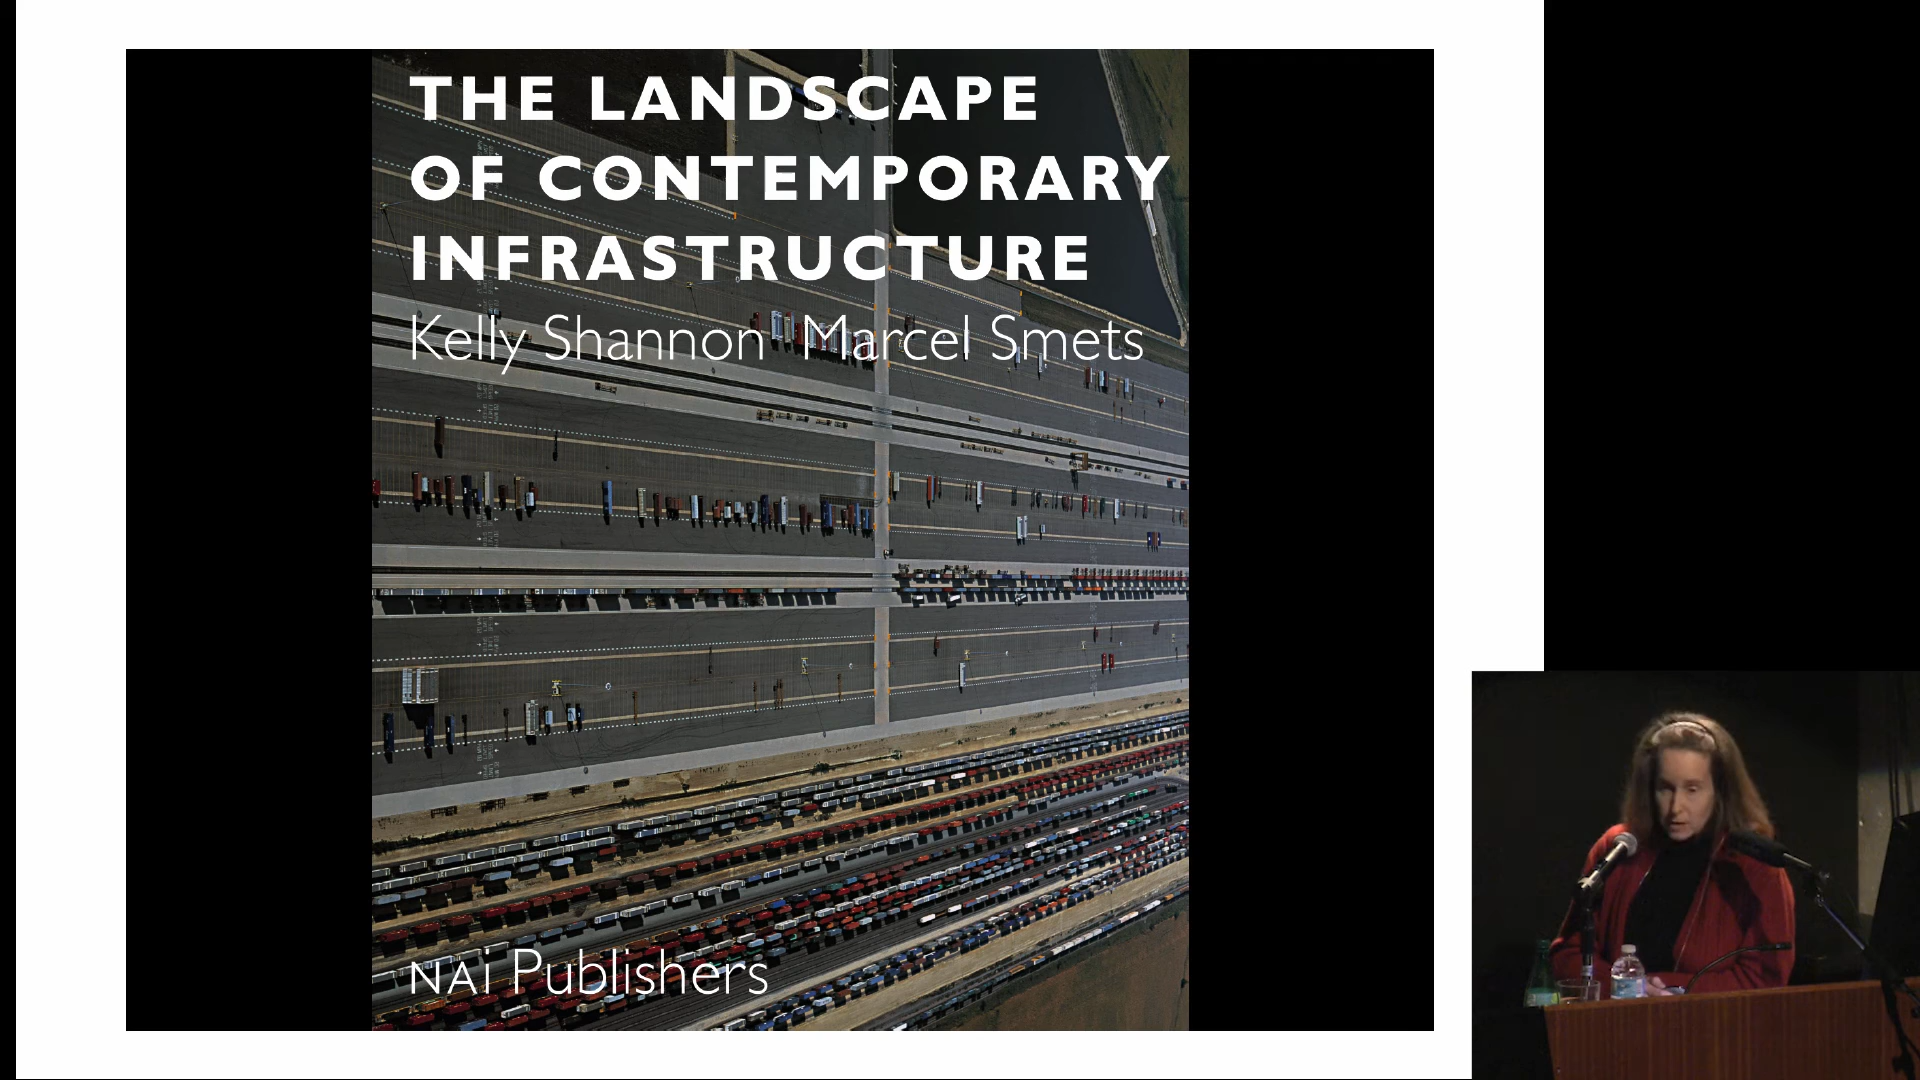 THE LANDSCAPE
OF CONTEMPORARY
INFRASTRUCTURE
Kelly Shannon Marcel Smets
NAi Publishers